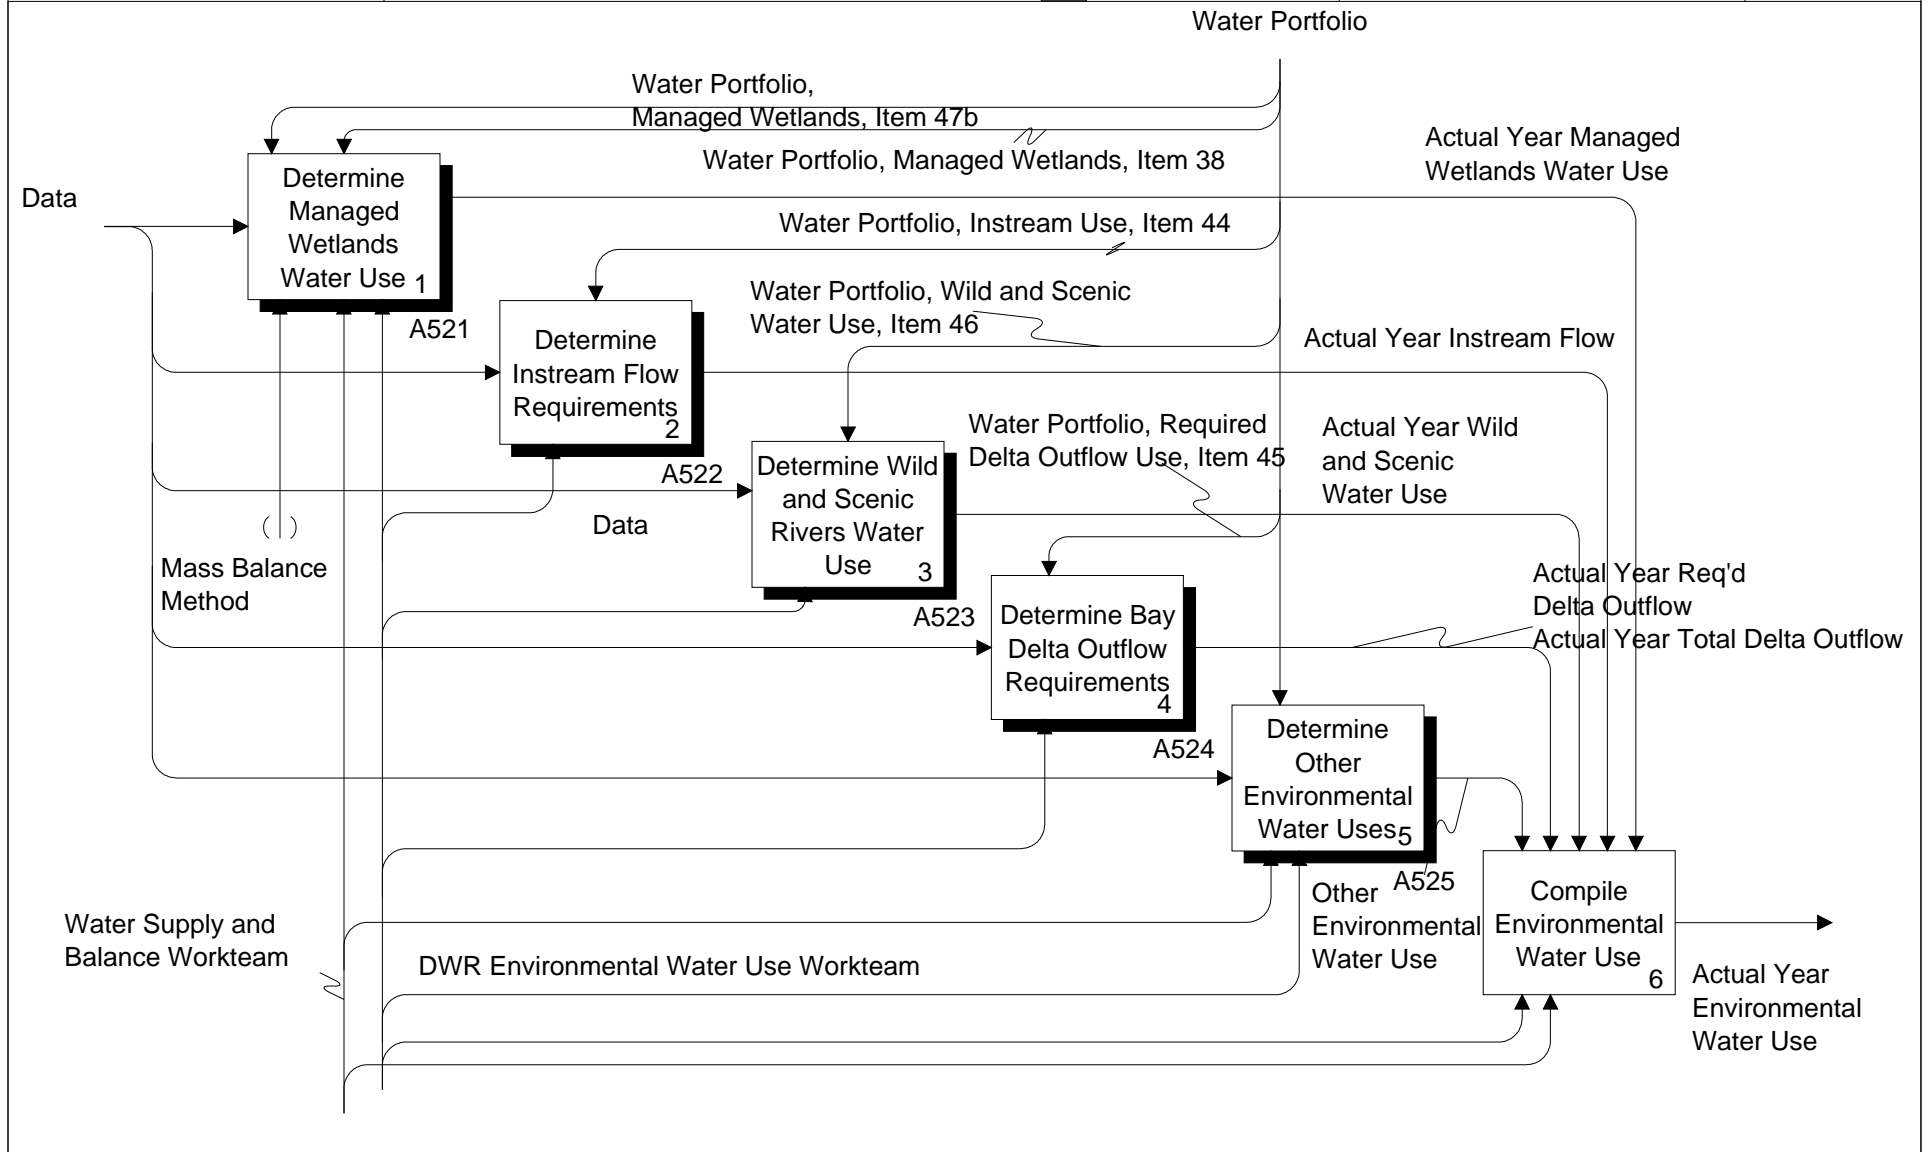 Water Portfolio
Water Portfolio,
Managed Wetlands, Item 47b
Water Portfolio, Managed Wetlands, Item 38
Actual Year Managed
Wetlands Water Use
Data
Determine
Managed
Wetlands
Water Use 1
A521
Water Portfolio, Instream Use, Item 44
Water Portfolio, Wild and Scenic
Water Use, Item 46
Actual Year Instream Flow
Determine
Instream Flow
Requirements
2
A522
Water Portfolio, Required
Delta Outflow Use, Item 45
Actual Year Wild
and Scenic
Water Use
Determine Wild
and Scenic
Rivers Water
Use 3
A523
Data
Mass Balance
Method
Actual Year Req'd
Delta Outflow
Actual Year Total Delta Outflow
Determine Bay
Delta Outflow
Requirements
4
A524
Determine
Other
Environmental
Water Uses 5
A525
Other
Environmental
Water Use
Compile
Environmental
Water Use
6
Water Supply and
Balance Workteam
DWR Environmental Water Use Workteam
Actual Year
Environmental
Water Use